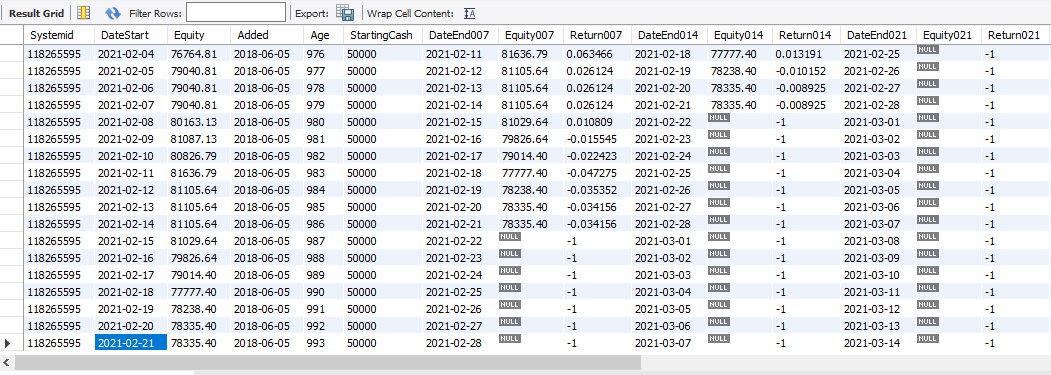 Result Grid Filter Rows: Export: Wrap Cell Content:
Systemid DateStart Equity Added Age StartingCash DateEnd007 Equity007 Return007 DateEnd014 Equity014 Return014 DateEnd021 Equity021 Return021
118265595 2021-02-04 76764.81 2018-06-05 976 50000 2021-02-11 81636.79 0.063466 2021-02-18 77777.40 0.013191 2021-02-25 NULL -1
118265595 2021-02-05 79040.81 2018-06-05 977 50000 2021-02-12 81105.64 0.026124 2021-02-19 78238.40 -0.010152 2021-02-26 NULL -1
118265595 2021-02-06 79040.81 2018-06-05 978 50000 2021-02-13 81105.64 0.026124 2021-02-20 78335.40 -0.008925 2021-02-27 NULL -1
118265595 2021-02-07 79040.81 2018-06-05 979 50000 2021-02-14 81105.64 0.026124 2021-02-21 78335.40 -0.008925 2021-02-28 NULL -1
118265595 2021-02-08 80163.13 2018-06-05 980 50000 2021-02-15 81029.64 0.010809 2021-02-22 NULL -1 2021-03-01 NULL -1
118265595 2021-02-09 81087.13 2018-06-05 981 50000 2021-02-16 79826.64 -0.015545 2021-02-23 NULL -1 2021-03-02 NULL -1
118265595 2021-02-10 80826.79 2018-06-05 982 50000 2021-02-17 79014.40 -0.022423 2021-02-24 NULL -1 2021-03-03 NULL -1
118265595 2021-02-11 81636.79 2018-06-05 983 50000 2021-02-18 77777.40 -0.047275 2021-02-25 NULL -1 2021-03-04 NULL -1
118265595 2021-02-12 81105.64 2018-06-05 984 50000 2021-02-19 78238.40 -0.035352 2021-02-26 NULL -1 2021-03-05 NULL -1
118265595 2021-02-13 81105.64 2018-06-05 985 50000 2021-02-20 78335.40 -0.034156 2021-02-27 NULL -1 2021-03-06 NULL -1
118265595 2021-02-14 81105.64 2018-06-05 986 50000 2021-02-21 78335.40 -0.034156 2021-02-28 NULL -1 2021-03-07 NULL -1
118265595 2021-02-15 81029.64 2018-06-05 987 50000 2021-02-22 NULL -1 2021-03-01 NULL -1 2021-03-08 NULL -1
118265595 2021-02-16 79826.64 2018-06-05 988 50000 2021-02-23 NULL -1 2021-03-02 NULL -1 2021-03-09 NULL -1
118265595 2021-02-17 79014.40 2018-06-05 989 50000 2021-02-24 NULL -1 2021-03-03 NULL -1 2021-03-10 NULL -1
118265595 2021-02-18 77777.40 2018-06-05 990 50000 2021-02-25 NULL -1 2021-03-04 NULL -1 2021-03-11 NULL -1
118265595 2021-02-19 78238.40 2018-06-05 991 50000 2021-02-26 NULL -1 2021-03-05 NULL -1 2021-03-12 NULL -1
118265595 2021-02-20 78335.40 2018-06-05 992 50000 2021-02-27 NULL -1 2021-03-06 NULL -1 2021-03-13 NULL -1
118265595 2021-02-21 78335.40 2018-06-05 993 50000 2021-02-28 NULL -1 2021-03-07 NULL -1 2021-03-14 NULL -1